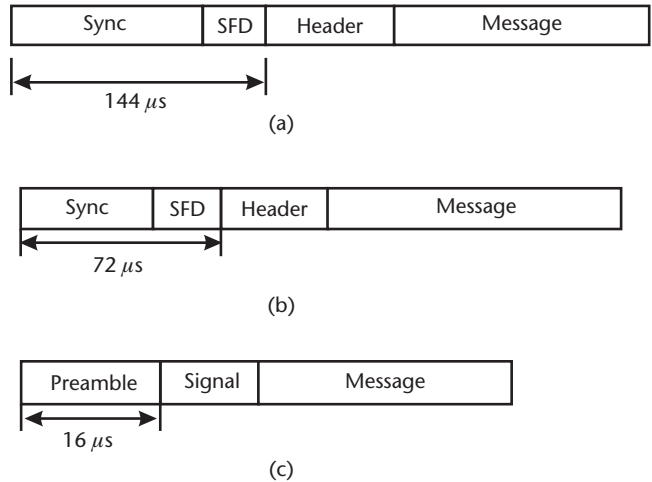 Sync SFD Header Message
144 μs
(a)
Sync SFD Header Message
72 μs
(b)
Preamble Signal Message
16 μs
(c)